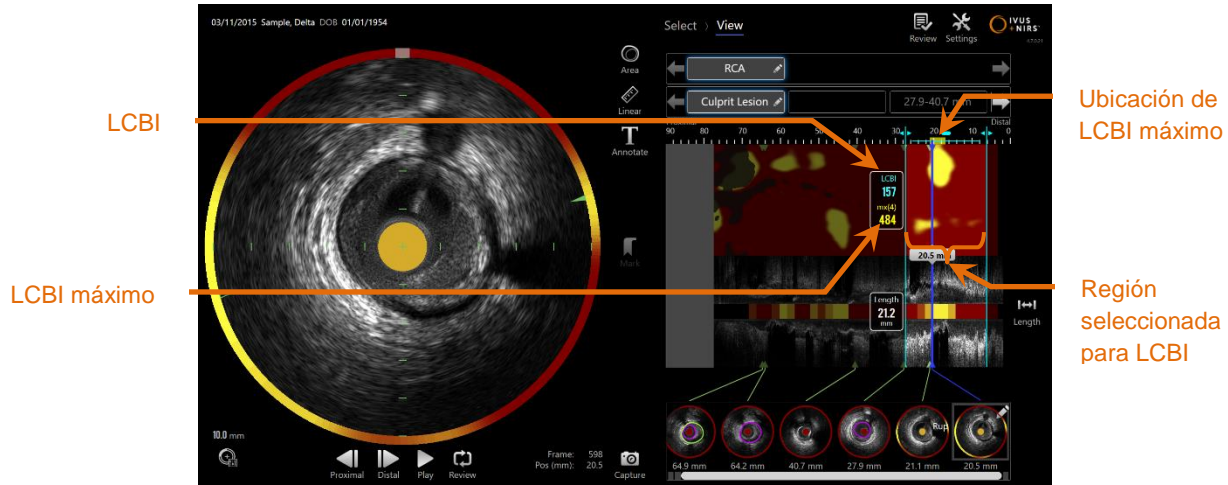 03/11/2015 Sample, Delta DOB 01/01/1954
Select > View
Review
Settings
IVUS
+NIRS
Area
Linear
Annotate
Mark
RCA
Culprit Lesion
27.9-40.7 mm
Distal
90 80 70 60 50 40 30 20 10 0
LCBI
157
mx(4)
484
20.5 mm
Length
21.2
mm
Length
LCBI
LCBI máximo
Ubicación de
LCBI máximo
Región
seleccionada
para LCBI
10.0 mm
Proximal
Distal
Play
Review
Frame: 598
Pos (mm): 20.5
Capture
Rup
64.9 mm
64.2 mm
40.7 mm
27.9 mm
21.1 mm
20.5 mm